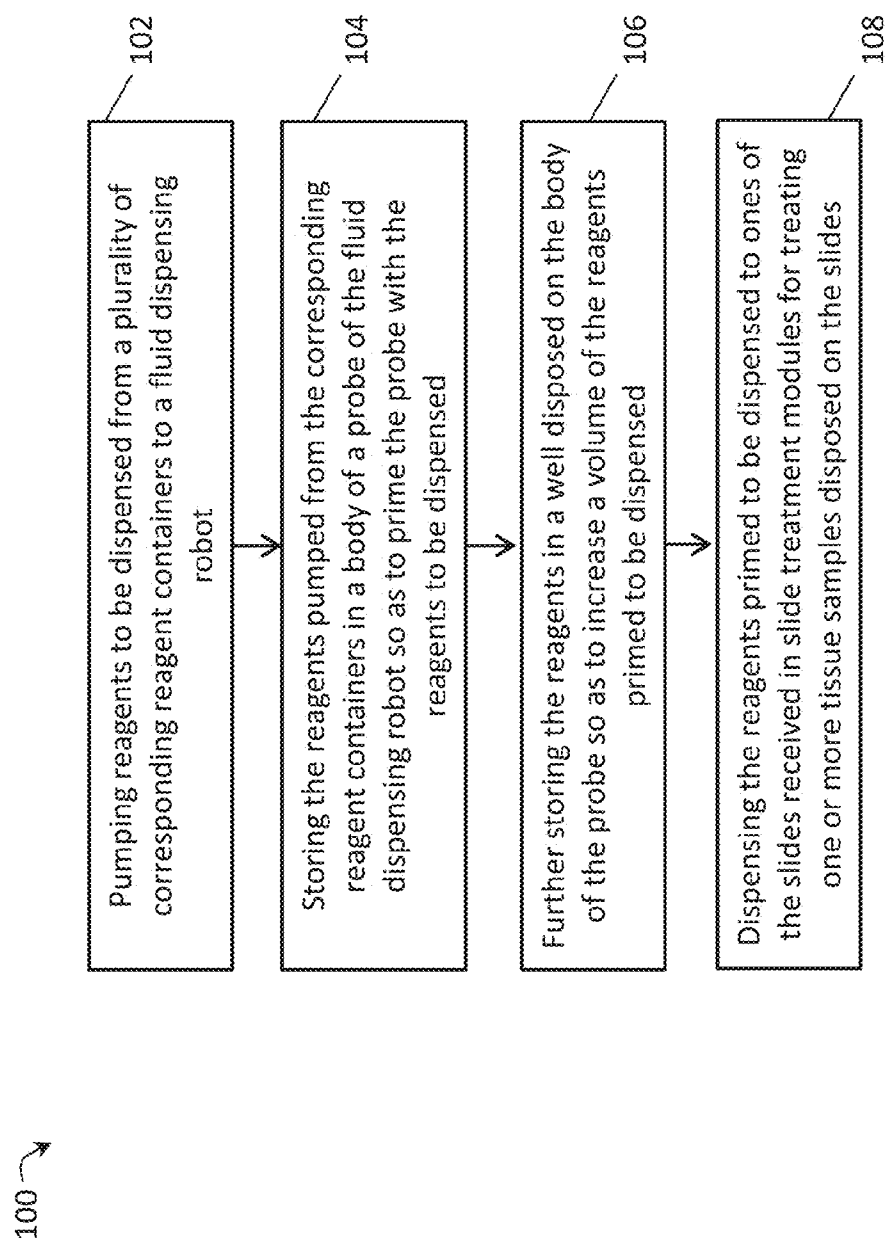 100
Pumping reagents to be dispensed from a plurality of
corresponding reagent containers to a fluid dispensing
robot
102
Storing the reagents pumped from the corresponding
reagent containers in a body of a probe of the fluid
dispensing robot so as to prime the probe with the
reagents to be dispensed
104
Further storing the reagents in a well disposed on the body
of the probe so as to increase a volume of the reagents
primed to be dispensed
106
Dispensing the reagents primed to be dispensed to ones of
the slides received in slide treatment modules for treating
one or more tissue samples disposed on the slides
108